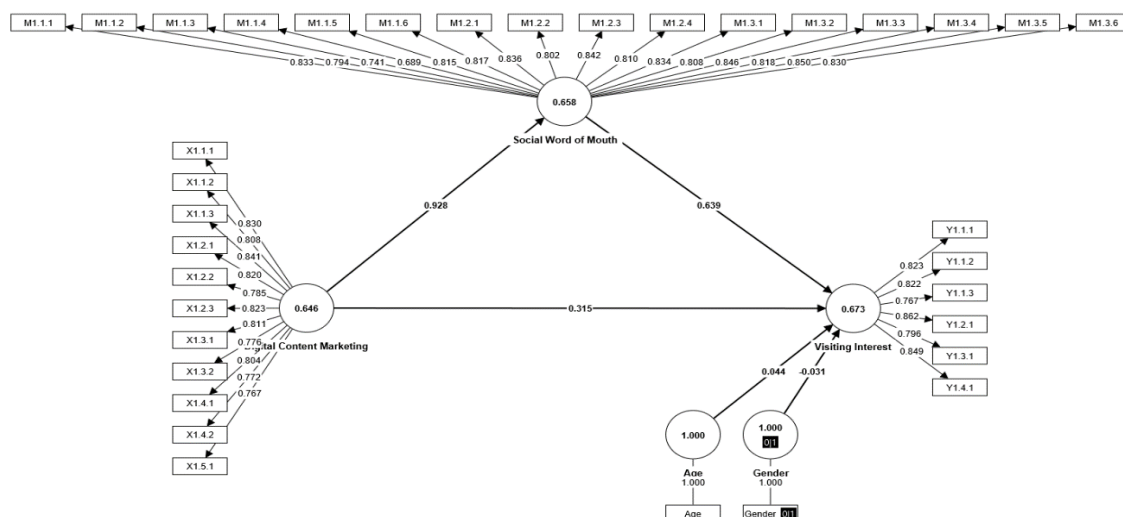 M1.1.1 M1.1.2 M1.1.3 M1.1.4 M1.1.5 M1.1.6 M1.2.1 M1.2.2 M1.2.3 M1.2.4 M1.3.1 M1.3.2 M1.3.3 M1.3.4 M1.3.5 M1.3.6
0.833 0.794 0.741 0.689 0.815 0.817 0.836 0.802 0.842 0.810 0.834 0.808 0.846 0.818 0.850 0.830
0.658
Social Word of Mouth
X1.1.1
X1.1.2
X1.1.3
X1.2.1
X1.2.2
X1.2.3
X1.3.1
X1.3.2
X1.4.1
X1.4.2
X1.5.1
0.830
0.808
0.841
0.820
0.785
0.823
0.811
0.776
0.804
0.772
0.767
0.646
Digital Content Marketing
0.928
0.639
0.315
0.673
Visiting Interest
0.823
0.822
0.767
0.862
0.796
0.849
Y1.1.1
Y1.1.2
Y1.1.3
Y1.2.1
Y1.3.1
Y1.4.1
0.044 -0.031
1.000
1.000
0|1
Age Gender
1.000 1.000
Age Gender 0|1